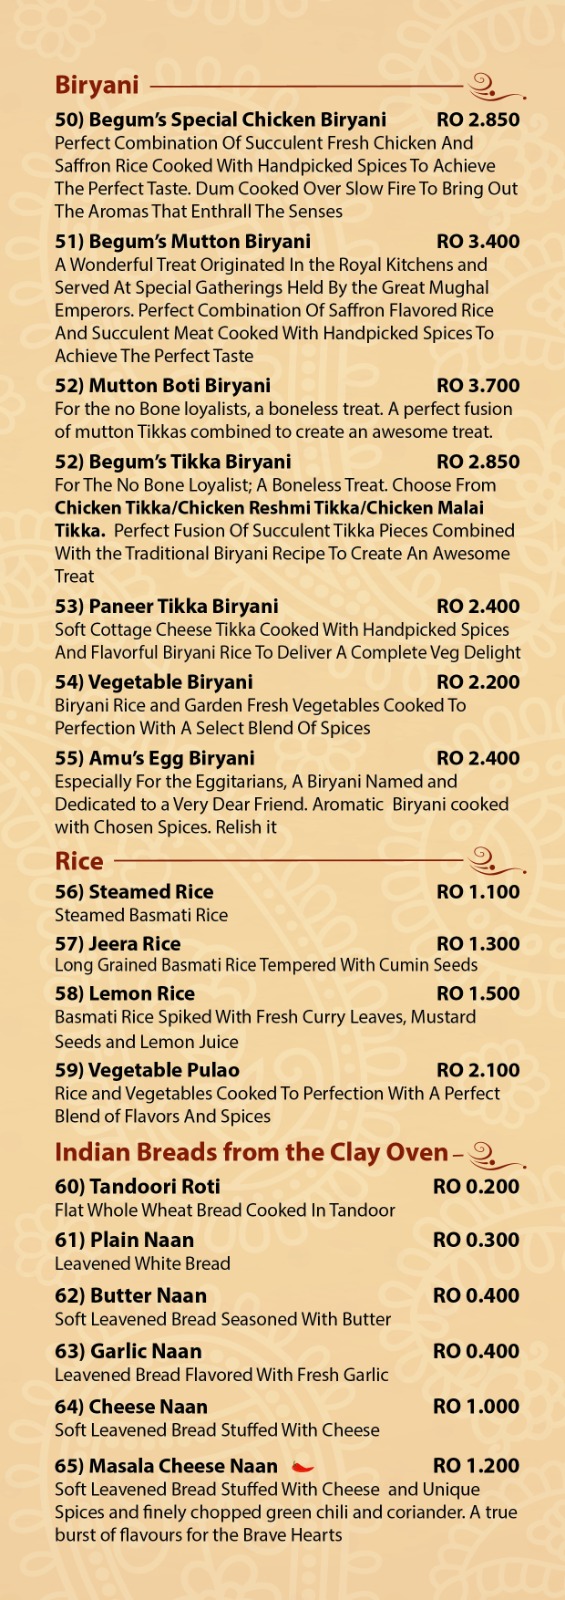 Biryani
50) Begum's Special Chicken Biryani RO 2.850
Perfect Combination Of Succulent Fresh Chicken And
Saffron Rice Cooked With Handpicked Spices To Achieve
The Perfect Taste. Dum Cooked Over Slow Fire To Bring Out
The Aromas That Enthrall The Senses
51) Begum's Mutton Biryani RO 3.400
A Wonderful Treat Originated In the Royal Kitchens and
Served At Special Gatherings Held By the Great Mughal
Emperors. Perfect Combination Of Saffron Flavored Rice
And Succulent Meat Cooked With Handpicked Spices To
Achieve The Perfect Taste
52) Mutton Boti Biryani RO 3.700
For the no Bone loyalists, a boneless treat. A perfect fusion
of mutton Tikkas combined to create an awesome treat.
52) Begum's Tikka Biryani RO 2.850
For The No Bone Loyalist; A Boneless Treat. Choose From
Chicken Tikka/Chicken Reshmi Tikka/Chicken Malai
Tikka. Perfect Fusion Of Succulent Tikka Pieces Combined
With the Traditional Biryani Recipe To Create An Awesome
Treat
53) Paneer Tikka Biryani RO 2.400
Soft Cottage Cheese Tikka Cooked With Handpicked Spices
And Flavorful Biryani Rice To Deliver A Complete Veg Delight
54) Vegetable Biryani RO 2.200
Biryani Rice and Garden Fresh Vegetables Cooked To
Perfection With A Select Blend Of Spices
55) Amu's Egg Biryani RO 2.400
Especially For the Eggitarians, A Biryani Named and
Dedicated to a Very Dear Friend. Aromatic Biryani cooked
with Chosen Spices. Relish it
Rice
56) Steamed Rice RO 1.100
Steamed Basmati Rice
57) Jeera Rice RO 1.300
Long Grained Basmati Rice Tempered With Cumin Seeds
58) Lemon Rice RO 1.500
Basmati Rice Spiked With Fresh Curry Leaves, Mustard
Seeds and Lemon Juice
59) Vegetable Pulao RO 2.100
Rice and Vegetables Cooked To Perfection With A Perfect
Blend of Flavors And Spices
Indian Breads from the Clay Oven
60) Tandoori Roti RO 0.200
Flat Whole Wheat Bread Cooked In Tandoor
61) Plain Naan RO 0.300
Leavened White Bread
62) Butter Naan RO 0.400
Soft Leavened Bread Seasoned With Butter
63) Garlic Naan RO 0.400
Leavened Bread Flavored With Fresh Garlic
64) Cheese Naan RO 1.000
Soft Leavened Bread Stuffed With Cheese
65) Masala Cheese Naan RO 1.200
Soft Leavened Bread Stuffed With Cheese and Unique
Spices and finely chopped green chili and coriander. A true
burst of flavours for the Brave Hearts